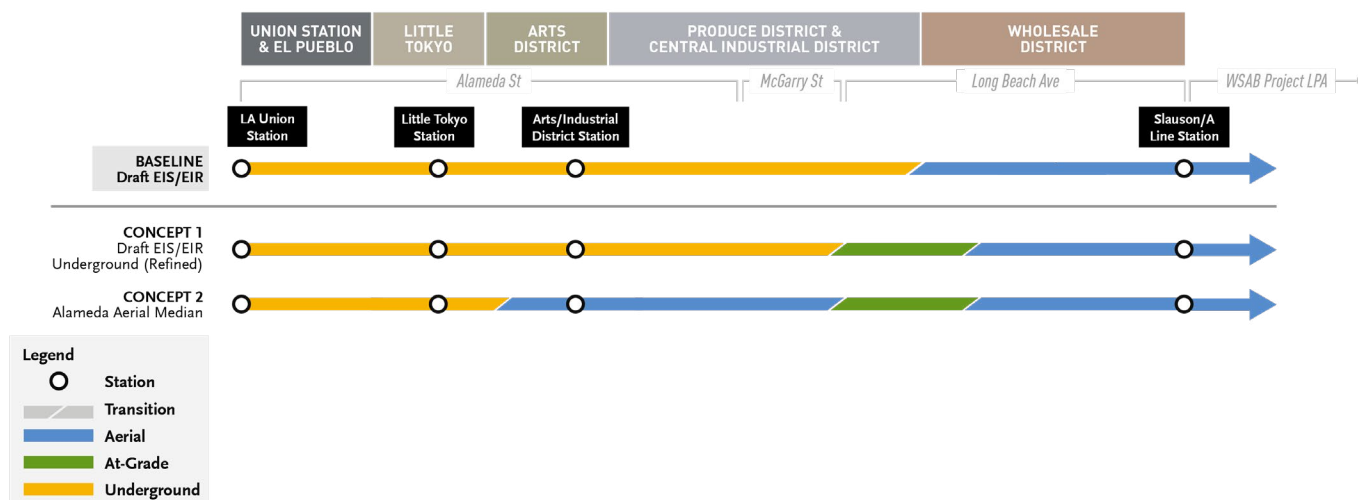 UNION STATION
& EL PUEBLO
LITTLE
TOKYO
ARTS
DISTRICT
PRODUCE DISTRICT &
CENTRAL INDUSTRIAL DISTRICT
WHOLESALE
DISTRICT
Alameda St
McGarry St
Long Beach Ave
WSAB Project LPA
LA Union
Station
Little Tokyo
Station
Arts/Industrial
District Station
Slauson/A
Line Station
BASELINE
Draft EIS/EIR
CONCEPT 1
Draft EIS/EIR
Underground (Refined)
CONCEPT 2
Alameda Aerial Median
Legend
Station
Transition
Aerial
At-Grade
Underground